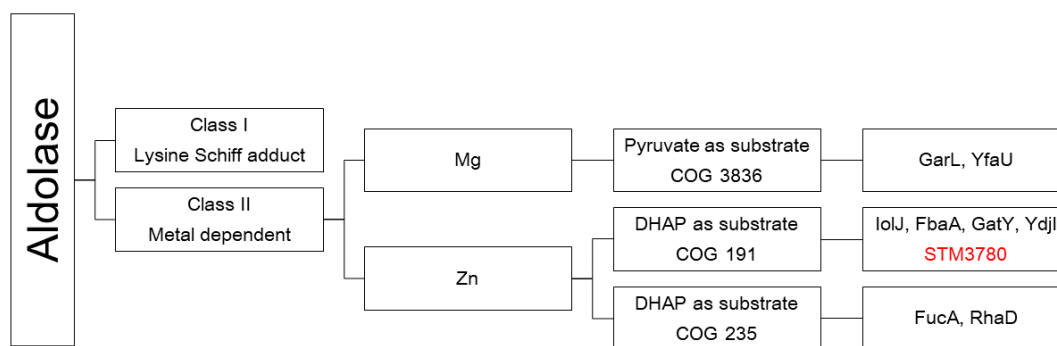 Aldolase
Class I
Lysine Schiff adduct
Class II
Metal dependent
Mg
Zn
Pyruvate as substrate
COG 3836
DHAP as substrate
COG 191
DHAP as substrate
COG 235
GarL, YfaU
IolJ, FbaA, GatY, YdjI
STM3780
FucA, RhaD